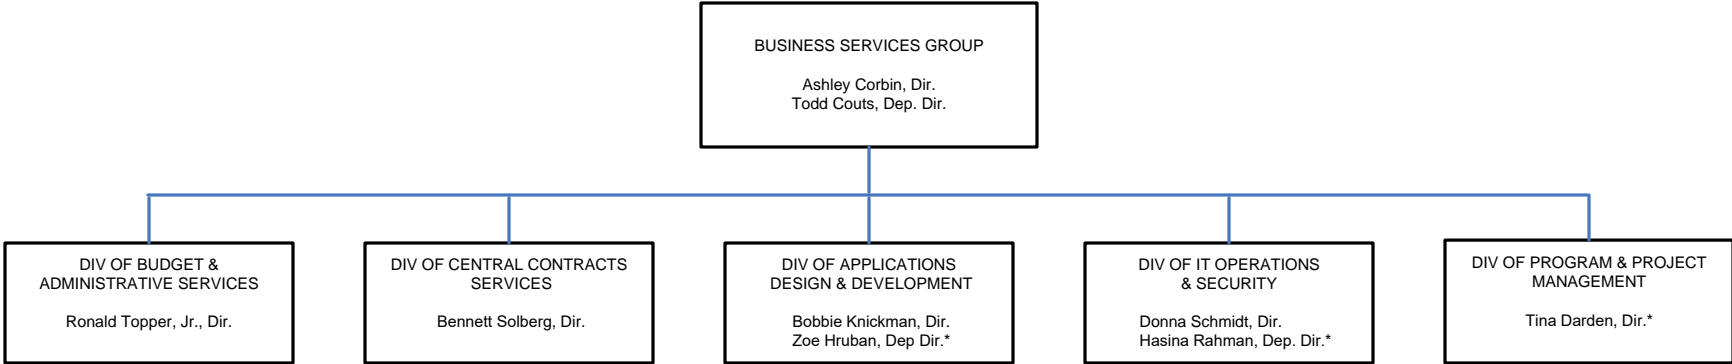 BUSINESS SERVICES GROUP
Ashley Corbin, Dir.
Todd Couts, Dep. Dir.
DIV OF BUDGET &
ADMINISTRATIVE SERVICES
Ronald Topper, Jr., Dir.
DIV OF CENTRAL CONTRACTS
SERVICES
Bennett Solberg, Dir.
DIV OF APPLICATIONS
DESIGN & DEVELOPMENT
Bobbie Knickman, Dir.
Zoe Hruban, Dep Dir.*
DIV OF IT OPERATIONS
& SECURITY
Donna Schmidt, Dir.
Hasina Rahman, Dep. Dir.*
DIV OF PROGRAM & PROJECT
MANAGEMENT
Tina Darden, Dir.*